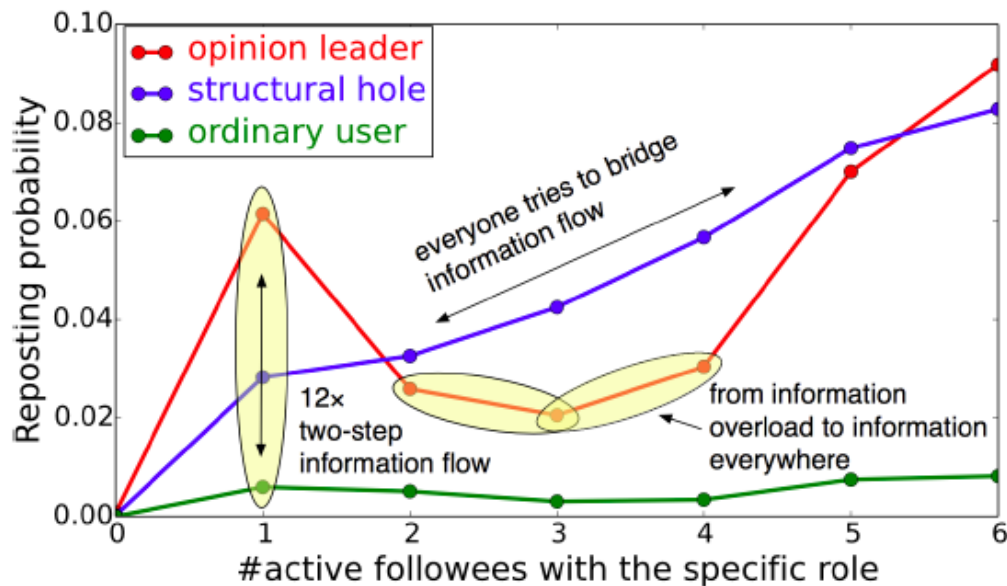 0.10
0.08
0.06
0.04
0.02
0.00
Reposting probability
opinion leader
structural hole
ordinary user
everyone tries to bridge
information flow
12×
two-step
information flow
from information
overload to information
everywhere
0 1 2 3 4 5 6
#active followees with the specific role